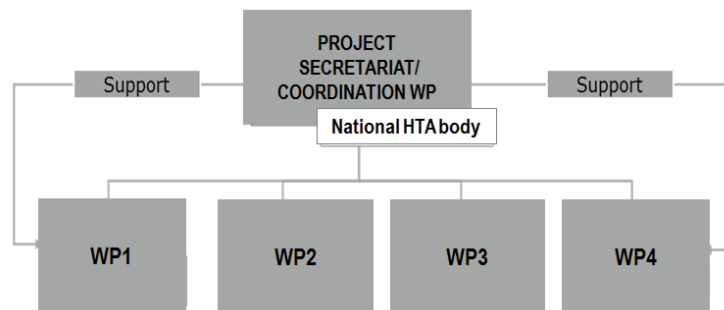 PROJECT
SECRETARIAT/
COORDINATION WP
Support
Support
National HTA body
WP1
WP2
WP3
WP4